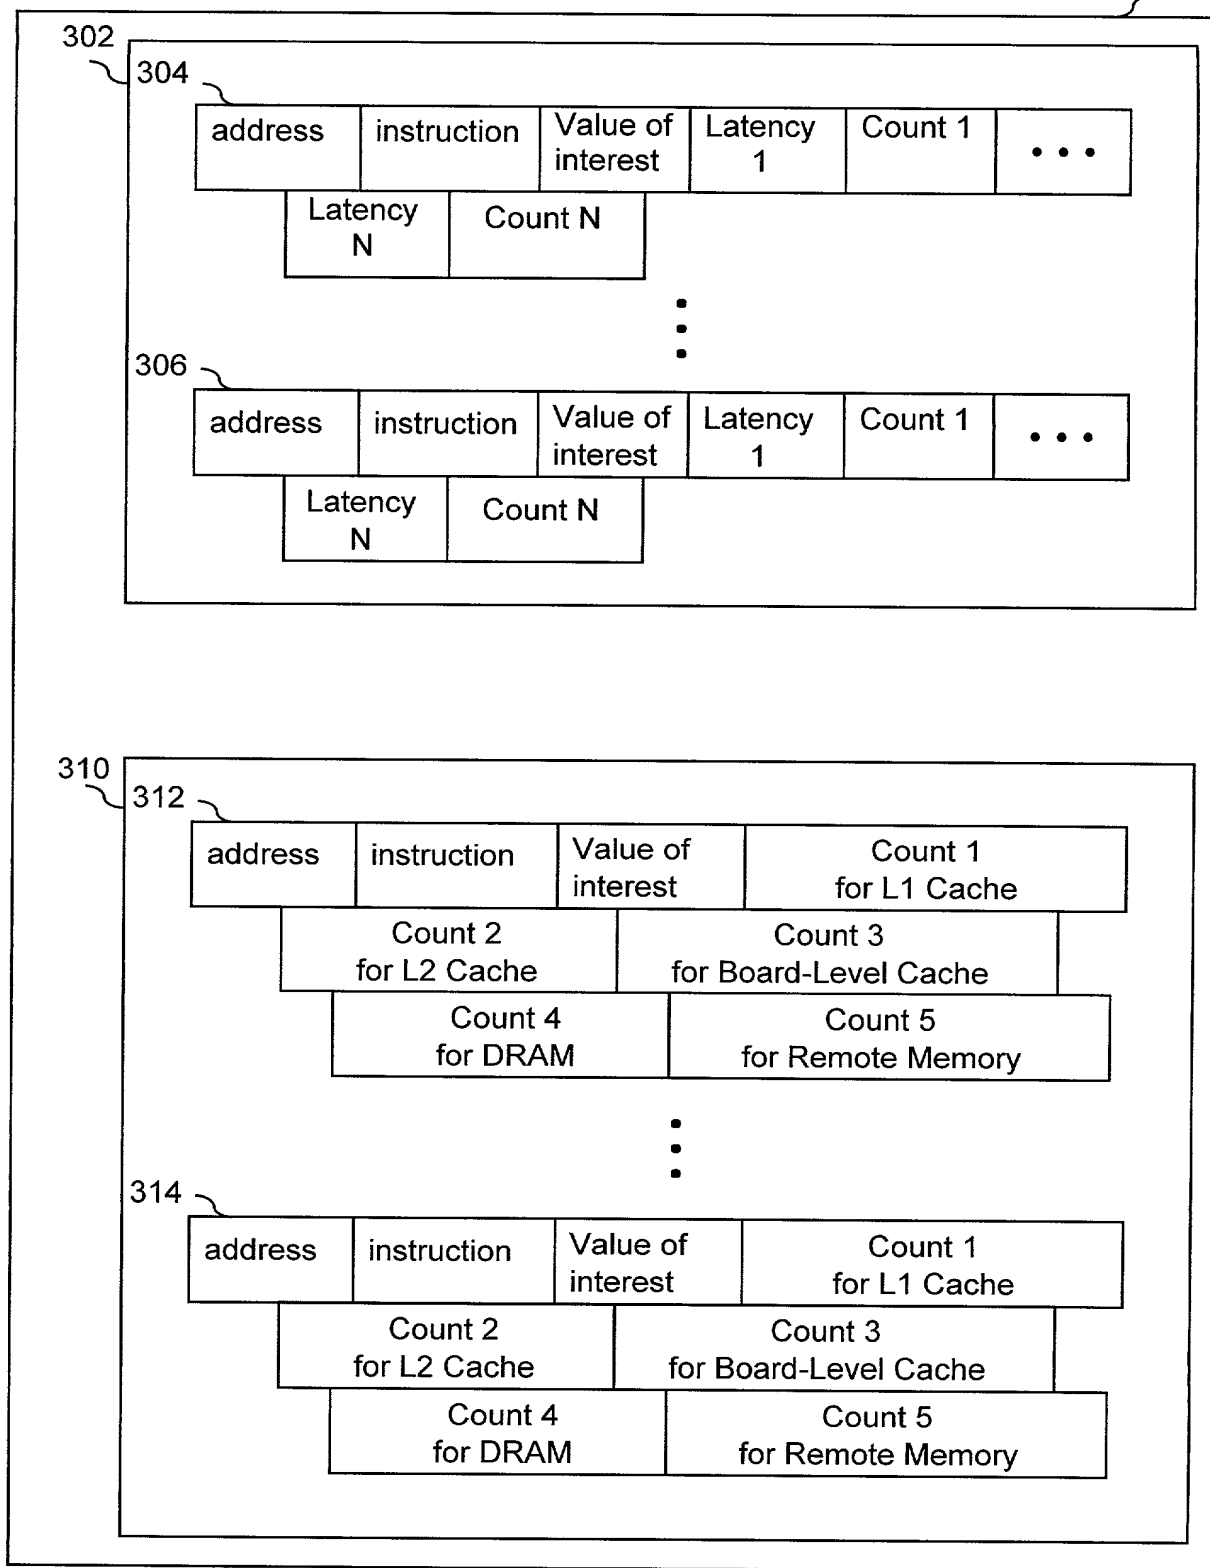 302
304
address instruction Value of interest Latency 1 Count 1 • • •
Latency N Count N
306
address instruction Value of interest Latency 1 Count 1 • • •
Latency N Count N
310
312
address instruction Value of interest Count 1 for L1 Cache
Count 2 for L2 Cache Count 3 for Board-Level Cache
Count 4 for DRAM Count 5 for Remote Memory
314
address instruction Value of interest Count 1 for L1 Cache
Count 2 for L2 Cache Count 3 for Board-Level Cache
Count 4 for DRAM Count 5 for Remote Memory